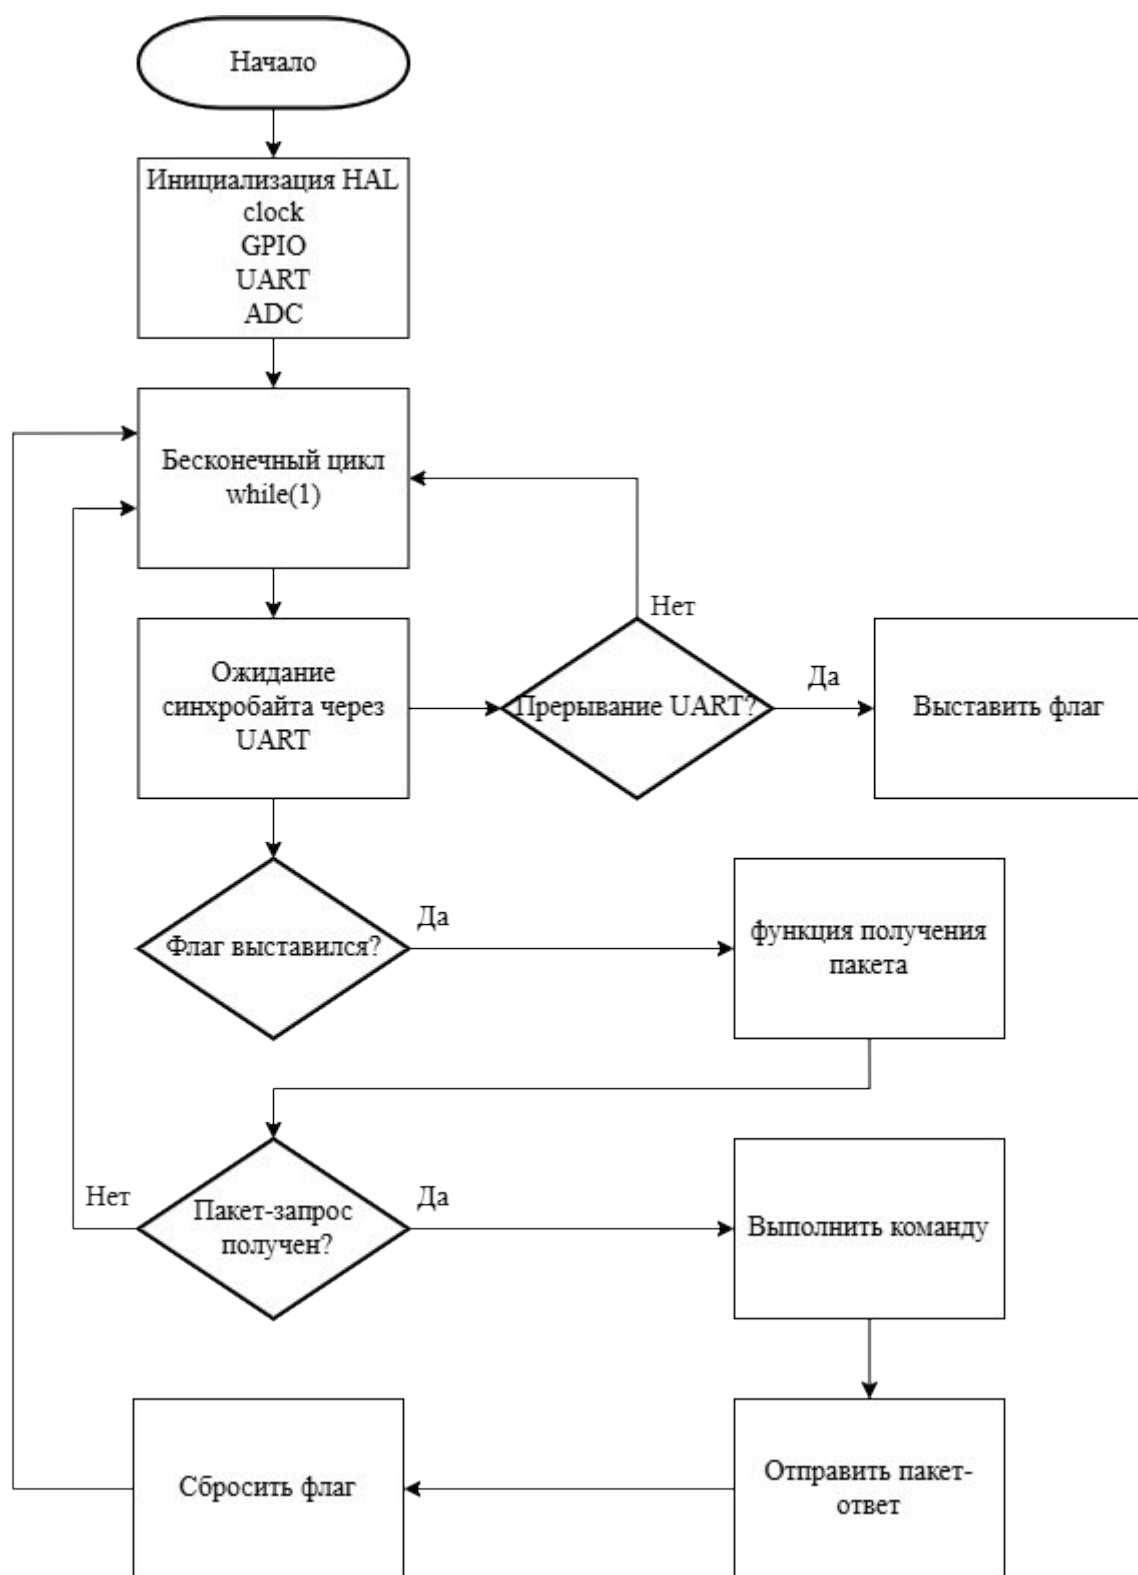 Начало
Инициализация HAL
clock
GPIO
UART
ADC
Бесконечный цикл
while(1)
Нет
Ожидание
синхробайта через
UART
Прерывание UART?
Да
Выставить флаг
Флаг выставился?
Да
функция получения
пакета
Нет
Пакет-запрос
получен?
Да
Выполнить команду
Сбросить флаг
Отправить пакет-
ответ